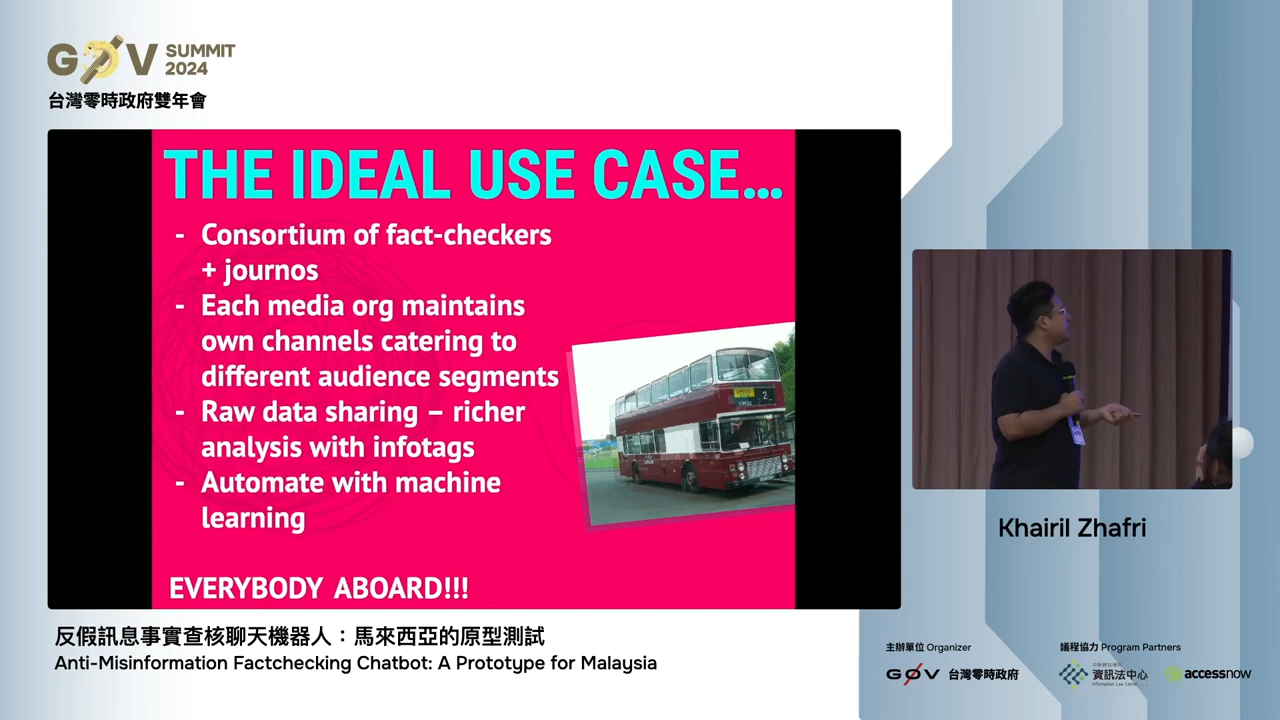 G0V SUMMIT 2024
台灣零時政府雙年會
THE IDEAL USE CASE...
- Consortium of fact-checkers
+ journos
- Each media org maintains
own channels catering to
different audience segments
- Raw data sharing – richer
analysis with infotags
- Automate with machine
learning
EVERYBODY ABOARD!!!
Khairil Zhafri
反假訊息事實查核聊天機器人：馬來西亞的原型測試
Anti-Misinformation Factchecking Chatbot: A Prototype for Malaysia
主辦單位 Organizer
G0V 台灣零時政府
議程協力 Program Partners
資訊法中心
Information Law Center
accessnow